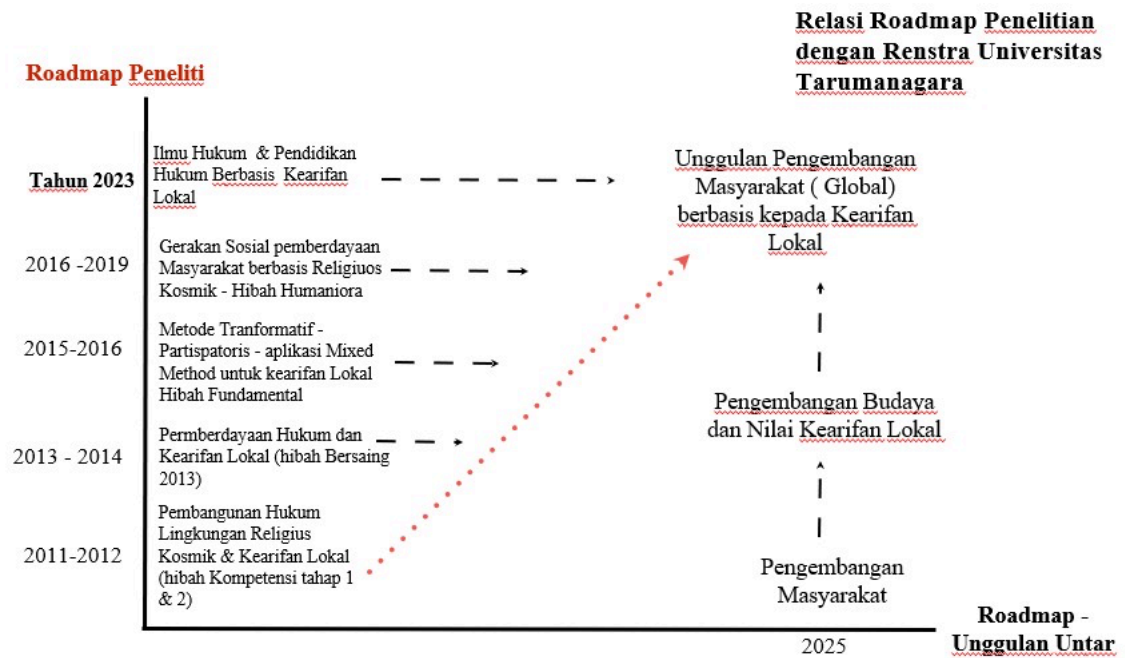 Relasi Roadmap Penelitian
dengan Renstra Universitas
Tarumanagara
Roadmap Peneliti
Tahun 2023
Ilmu Hukum & Pendidikan
Hukum Berbasis Kearifan
Lokal
Unggulan Pengembangan
Masyarakat ( Global)
berbasis kepada Kearifan
Lokal
2016 -2019
Gerakan Sosial pemberdayaan
Masyarakat berbasis Religiuos
Kosmik - Hibah Humaniora
2015-2016
Metode Tranformatif -
Partispatoris - aplikasi Mixed
Method untuk kearifan Lokal
Hibah Fundamental
Pengembangan Budaya
dan Nilai Kearifan Lokal
2013 - 2014
Permberdayaan Hukum dan
Kearifan Lokal (hibah Bersaing
2013)
2011-2012
Pembangunan Hukum
Lingkungan Religius
Kosmik & Kearifan Lokal
(hibah Kompetensi tahap 1
& 2)
Pengembangan
Masyarakat
2025
Roadmap -
Unggulan Untar